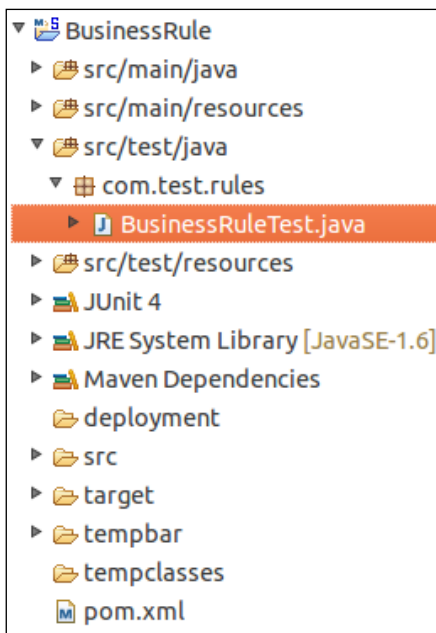 BusinessRule
src/main/java
src/main/resources
src/test/java
com.test.rules
BusinessRuleTest.java
src/test/resources
JUnit 4
JRE System Library [JavaSE-1.6]
Maven Dependencies
deployment
src
target
tempbar
tempclasses
pom.xml